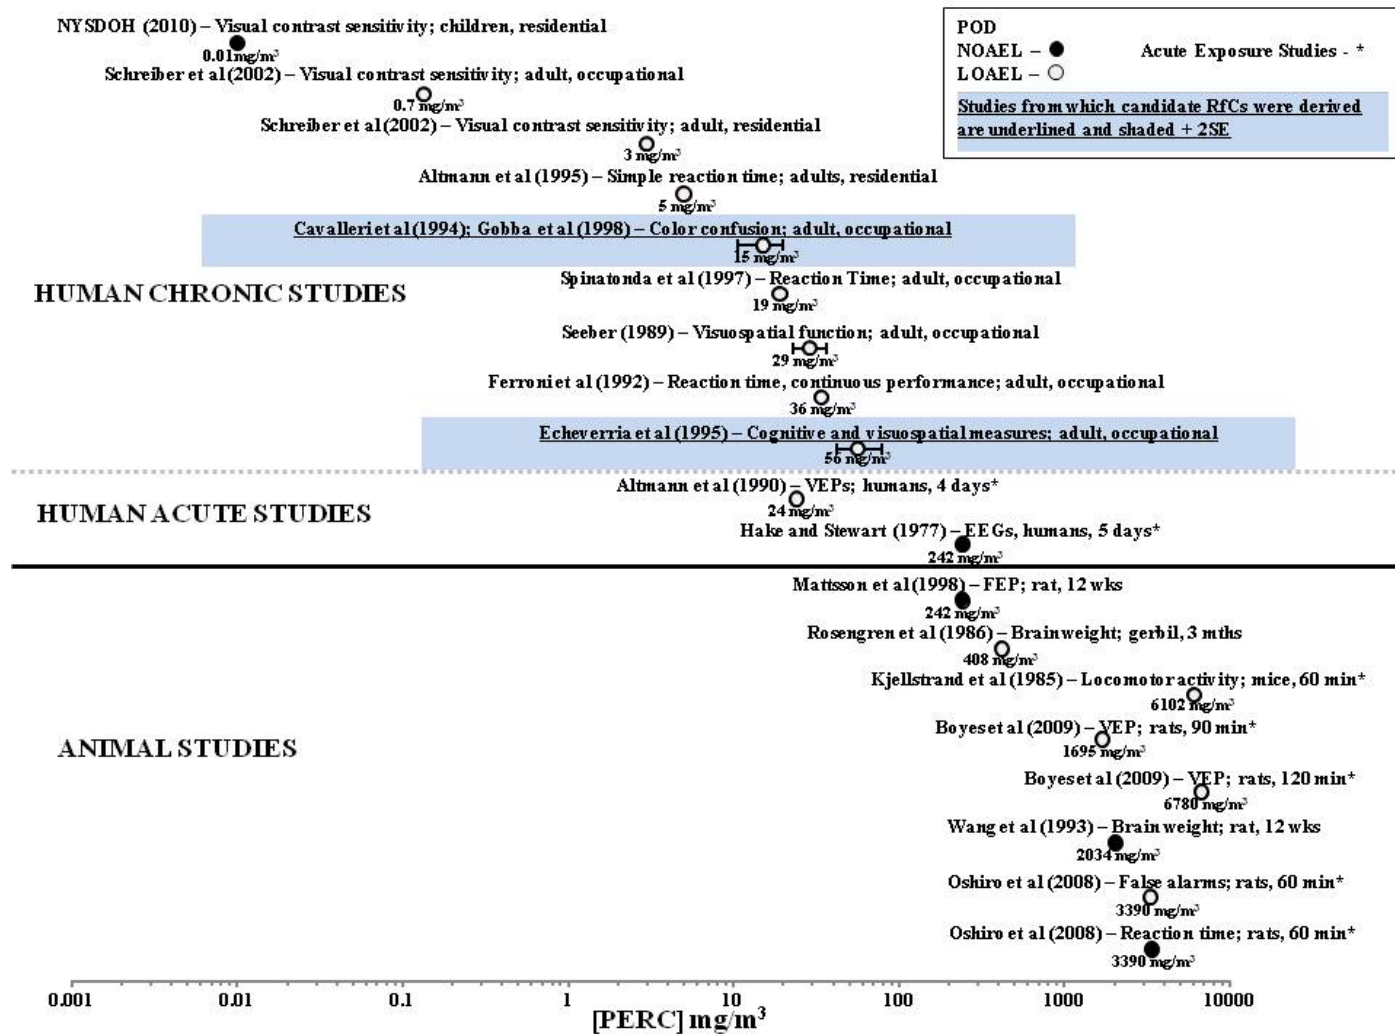 NYSDOH (2010) – Visual contrast sensitivity; children, residential
0.01mg/m³
Schreiber et al (2002) – Visual contrast sensitivity; adult, occupational
0.7 mg/m³
Schreiber et al (2002) – Visual contrast sensitivity; adult, residential
3 mg/m³
Altmann et al (1995) – Simple reaction time; adults, residential
5 mg/m³
POD
NOAEL –
LOAEL –
Acute Exposure Studies - *
Studies from which candidate RfCs were derived
are underlined and shaded + 2SE
Cavalleri et al (1994); Gobba et al (1998) – Color confusion; adult, occupational
15 mg/m³
HUMAN CHRONIC STUDIES
Spinatonda et al (1997) – Reaction Time; adult, occupational
19 mg/m³
Seeber (1989) – Visuospatial function; adult, occupational
29 mg/m³
Ferroni et al (1992) – Reaction time, continuous performance; adult, occupational
36 mg/m³
Echeverria et al (1995) – Cognitive and visuospatial measures; adult, occupational
56 mg/m³
HUMAN ACUTE STUDIES
Altmann et al (1990) – VEPs; humans, 4 days*
24 mg/m³
Hake and Stewart (1977) – EEGs, humans, 5 days*
242 mg/m³
ANIMAL STUDIES
Mattsson et al (1998) – FEP; rat, 12 wks
242 mg/m³
Rosengren et al (1986) – Brain weight; gerbil, 3 mths
408 mg/m³
Kjellstrand et al (1985) – Locomotor activity; mice, 60 min*
6102 mg/m³
Boyes et al (2009) – VEP; rats, 90 min*
1695 mg/m³
Boyes et al (2009) – VEP; rats, 120 min*
6780 mg/m³
Wang et al (1993) – Brain weight; rat, 12 wks
2034 mg/m³
Oshiro et al (2008) – False alarms; rats, 60 min*
3390 mg/m³
Oshiro et al (2008) – Reaction time; rats, 60 min*
3390 mg/m³
0.001 0.01 0.1 1 10 100 1000 10000
[PERC] mg/m³